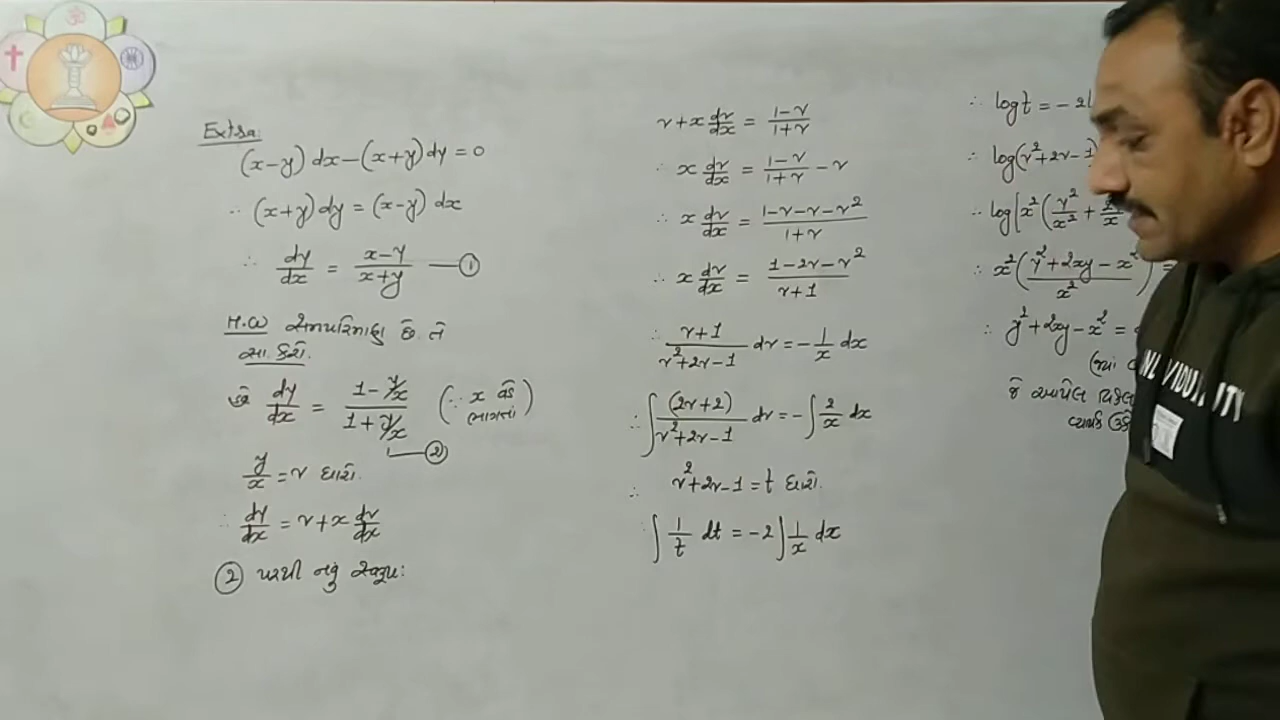 Extra:
(x-y) dx - (x+y) dy = 0
∴ (x+y) dy = (x-y) dx
∴ dy/dx = (x-y)/(x+y) —①
H.W સમપરિમાણ છે તે
સા. કરો.
dy/dx = (1 - y/x)/(1 + y/x) (∵ x વડે ભાગતાં)
—②
y/x = v ધારો.
∴ dy/dx = v + x dv/dx
② પરથી નવું સ્વરૂપ:
v + x dv/dx = (1-v)/(1+v)
∴ x dv/dx = (1-v)/(1+v) - v
∴ x dv/dx = (1-v-v-v²)/(1+v)
∴ x dv/dx = (1-2v-v²)/(v+1)
∴ (v+1)/(v²+2v-1) dv = -1/x dx
∴ ∫ (2v+2)/(v²+2v-1) dv = -∫ 2/x dx
∴ v²+2v-1 = t ધારો.
∫ 1/t dt = -2 ∫ 1/x dx
∴ log t = - 2l
∴ log(v²+2v-1)
∴ log[x²(y²/x² +
∴ x²((y²+2xy-x²)/x²) =
∴ y²+2xy-x² =
જે આપેલ